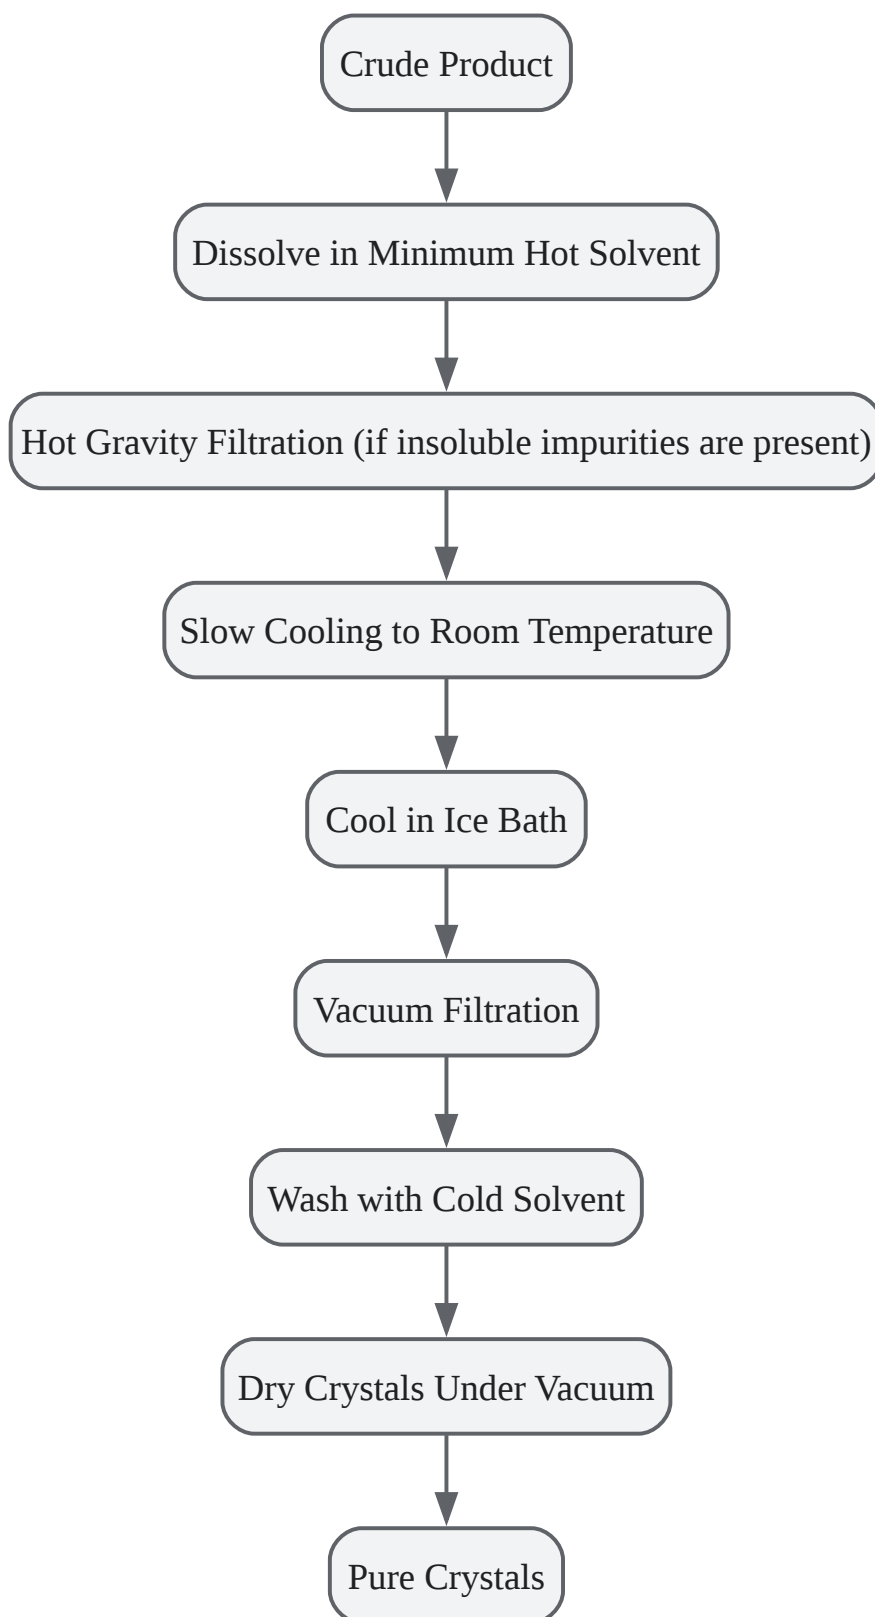 Crude Product
Dissolve in Minimum Hot Solvent
Hot Gravity Filtration (if insoluble impurities are present)
Slow Cooling to Room Temperature
Cool in Ice Bath
Vacuum Filtration
Wash with Cold Solvent
Dry Crystals Under Vacuum
Pure Crystals